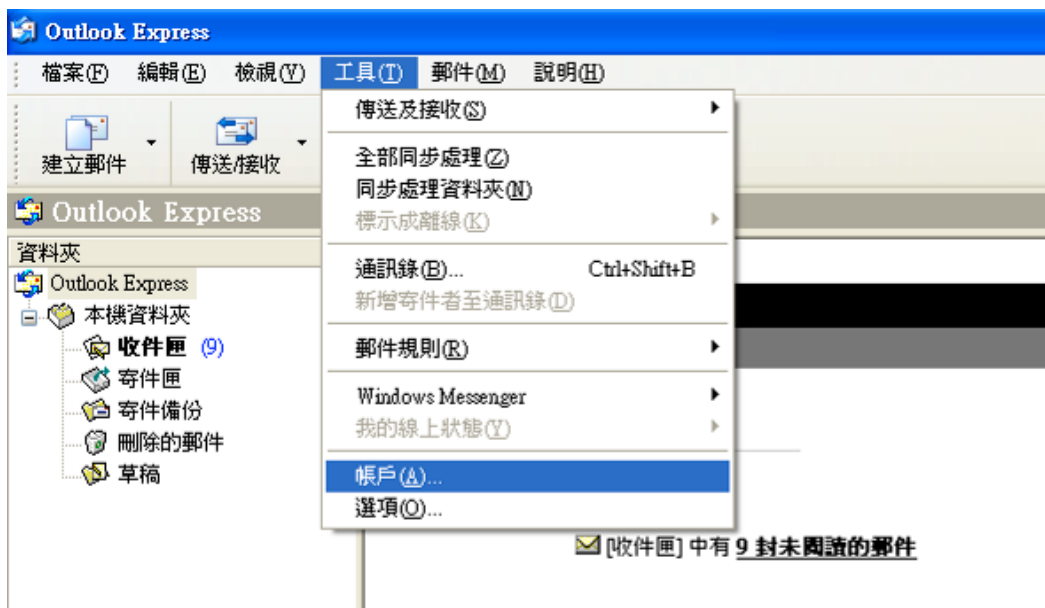 Outlook Express
檔案(F) 編輯(E) 檢視(V) 工具(T) 郵件(M) 說明(H)
建立郵件 傳送/接收
傳送及接收(S)
全部同步處理(Z)
同步處理資料夾(N)
標示成離線(K)
通訊錄(B)... Ctrl+Shift+B
新增寄件者至通訊錄(D)
郵件規則(R)
Windows Messenger
我的線上狀態(Y)
帳戶(A)...
選項(O)...
Outlook Express
資料夾
Outlook Express
本機資料夾
收件匣 (9)
寄件匣
寄件備份
刪除的郵件
草稿
[收件匣] 中有 9 封未閱讀的郵件